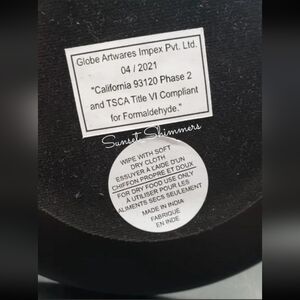 Globe Artwares Impex Pvt. Ltd.
04 / 2021
"California 93120 Phase 2
and TSCA Title VI Compliant
for Formaldehyde."
Sunset Skimmers
WIPE WITH SOFT
DRY CLOTH
ESSUYER À L'AIDE D'UN
CHIFFON PROPRE ET DOUX
FOR DRY FOOD USE ONLY
À UTILISER POUR LES
ALIMENTS SECS SEULEMENT
MADE IN INDIA
FABRIQUÉ
EN INDE